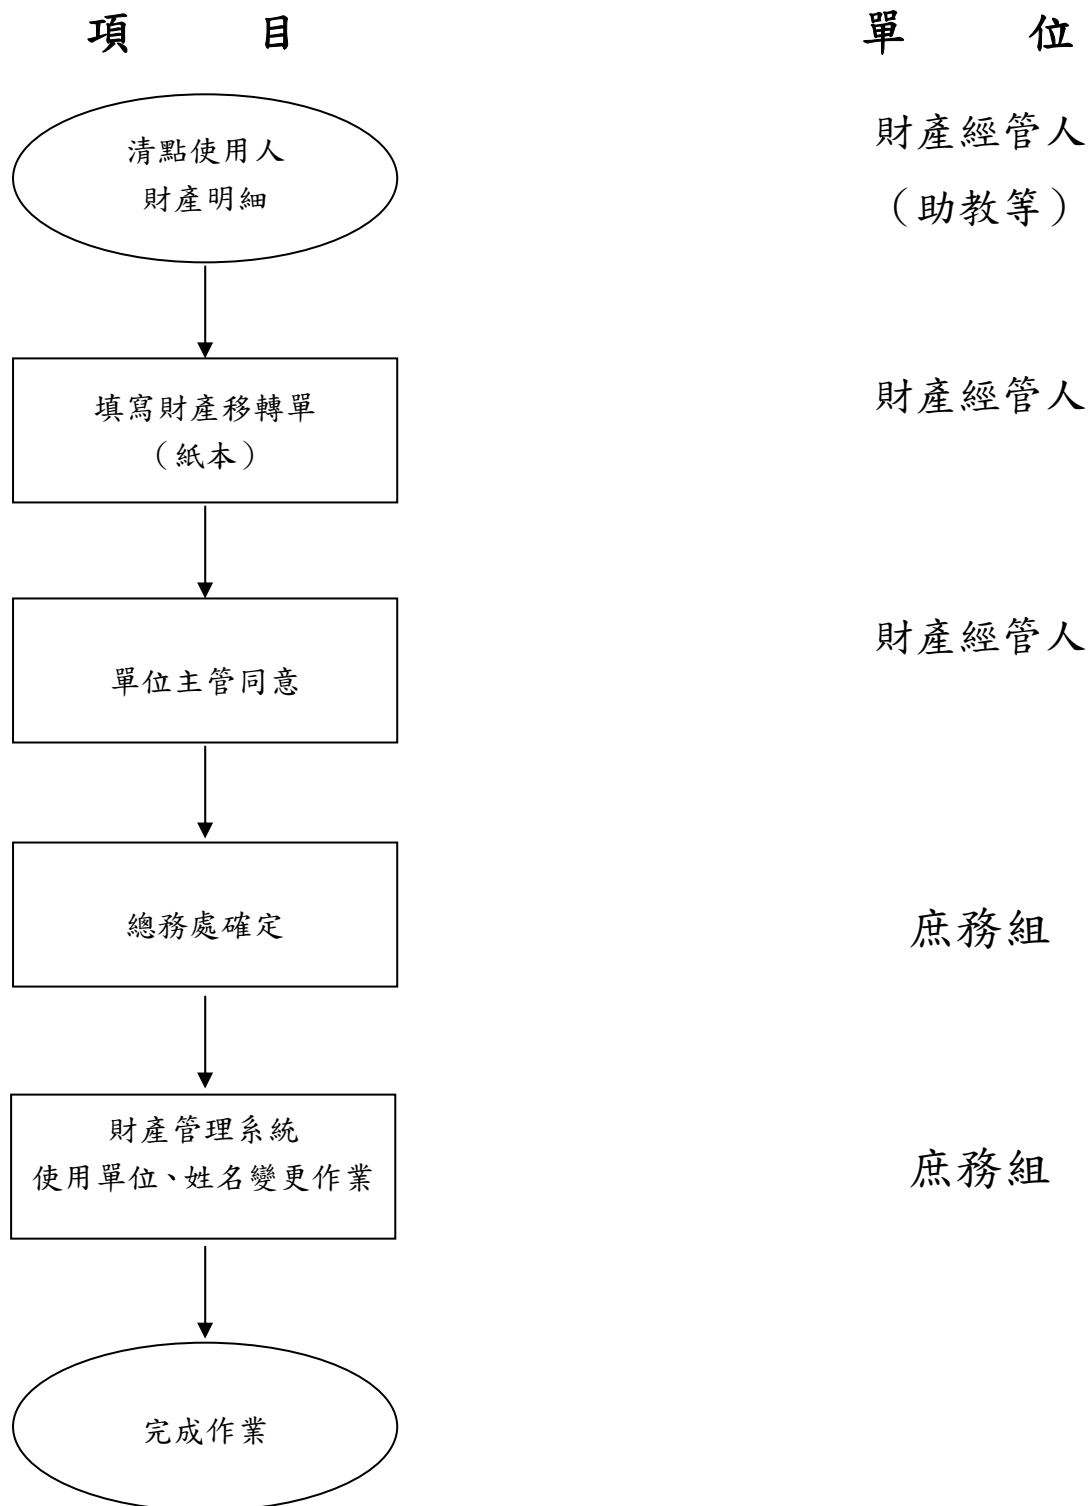 項 目 單 位
清點使用人
財產明細
財產經管人
（助教等）
填寫財產移轉單
（紙本）
財產經管人
單位主管同意
財產經管人
總務處確定
庶務組
財產管理系統
使用單位、姓名變更作業
庶務組
完成作業